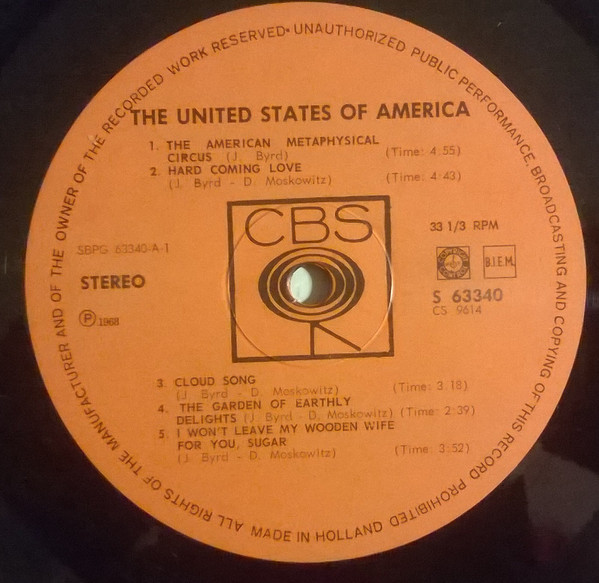 ALL RIGHTS OF THE MANUFACTURER AND OF THE OWNER OF THE RECORDED WORK RESERVED • UNAUTHORIZED PUBLIC PERFORMANCE, BROADCASTING AND COPYING OF THIS RECORD PROHIBITED
THE UNITED STATES OF AMERICA
1. THE AMERICAN METAPHYSICAL
CIRCUS (J. Byrd) (Time: 4:55)
2. HARD COMING LOVE
(J. Byrd - D. Moskowitz) (Time: 4:43)
CBS
33 1/3 RPM
SBPG 63340-A-1
STEREO
B.I.E.M.
S 63340
CS 9614
Ⓟ 1968
3. CLOUD SONG
(J. Byrd - D. Moskowitz) (Time: 3.18)
4. THE GARDEN OF EARTHLY
DELIGHTS (J. Byrd - D. Moskowitz) (Time: 2:39)
5. I WON'T LEAVE MY WOODEN WIFE
FOR YOU, SUGAR
(J. Byrd - D. Moskowitz) (Time: 3:52)
MADE IN HOLLAND